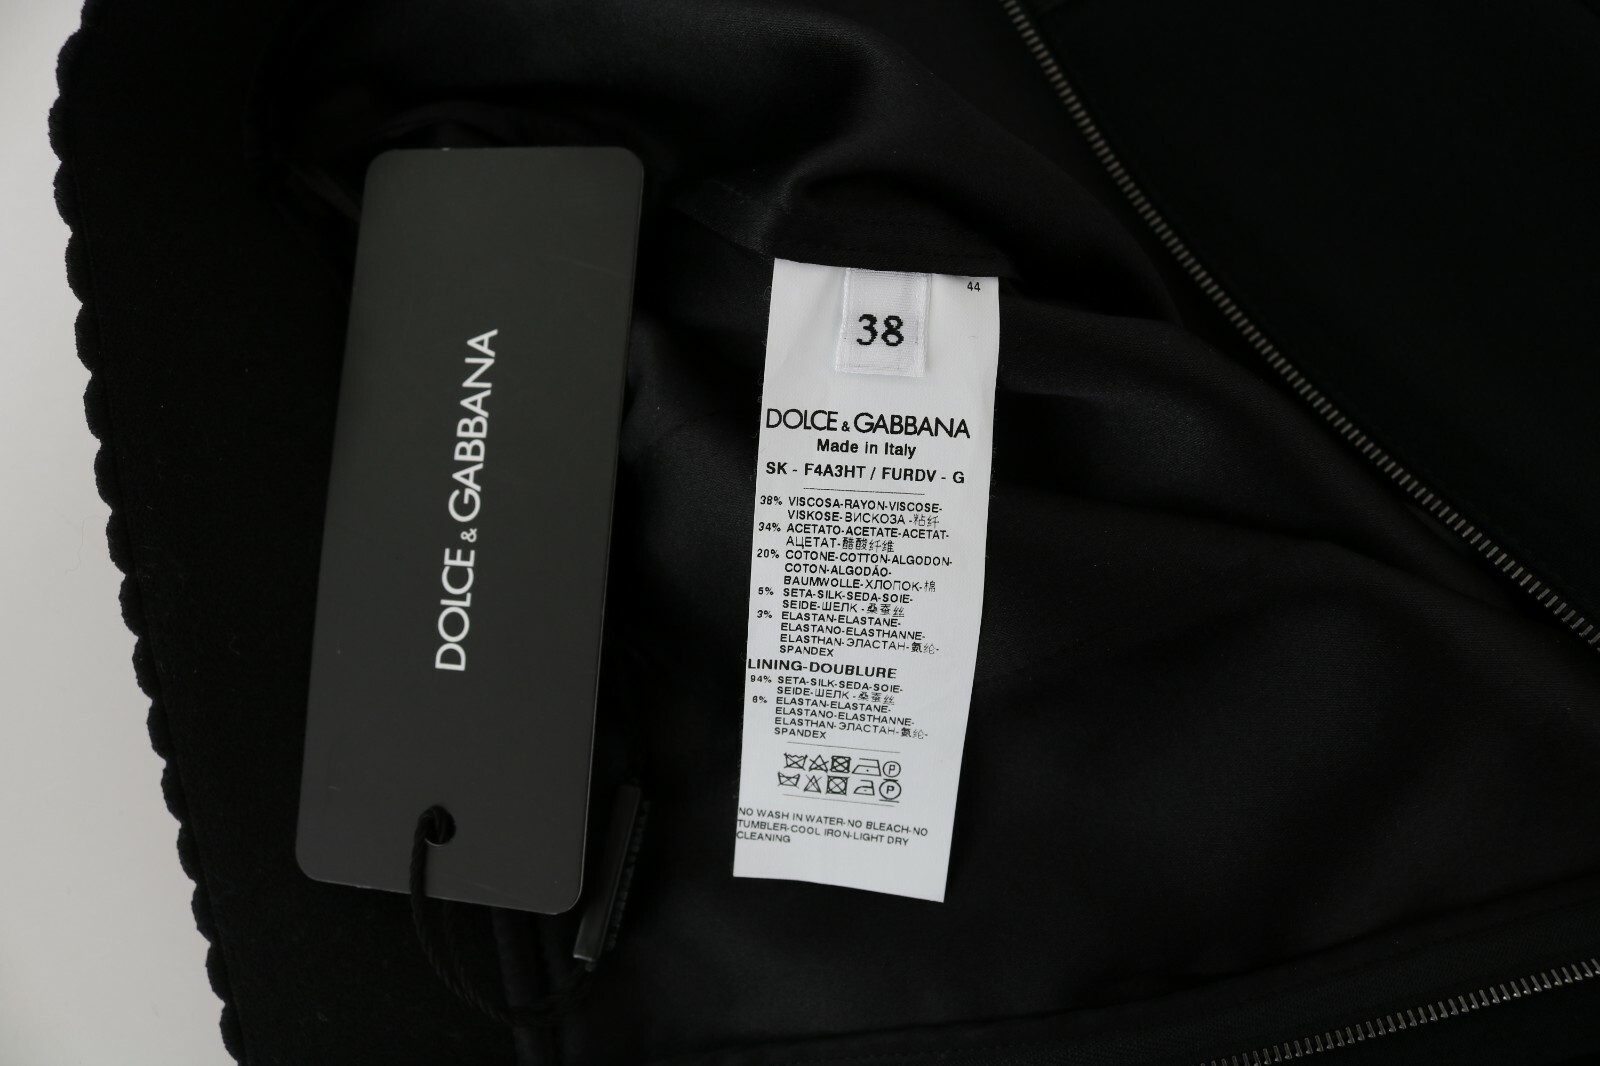 DOLCE & GABBANA
44
38
DOLCE & GABBANA
Made in Italy
SK - F4A3HT / FURDV - G
38% VISCOSA-RAYON-VISCOSE-
VISKOSE-ВИСКОЗА -粘纤
34% ACETATO-ACETATE-ACETAT-
АЦЕТАТ-醋酸纤维
20% COTONE-COTTON-ALGODON-
COTON-ALGODÃO-
BAUMWOLLE-ХЛОПОК-棉
5% SETA-SILK-SEDA-SOIE-
SEIDE-ШЕЛК -桑蚕丝
3% ELASTAN-ELASTANE-
ELASTANO-ELASTHANNE-
ELASTHAN-ЭЛАСТАН-氨纶-
SPANDEX
LINING-DOUBLURE
94% SETA-SILK-SEDA-SOIE-
SEIDE-ШЕЛК -桑蚕丝
6% ELASTAN-ELASTANE-
ELASTANO-ELASTHANNE-
ELASTHAN-ЭЛАСТАН-氨纶-
SPANDEX
P
P
NO WASH IN WATER-NO BLEACH-NO
TUMBLER-COOL IRON-LIGHT DRY
CLEANING